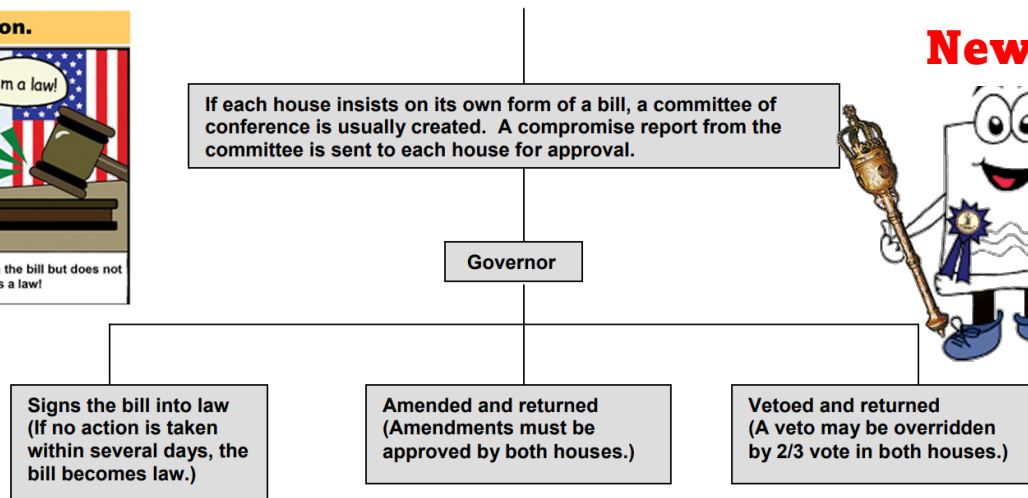 on.
m a law!
the bill but does not
s a law!
New
If each house insists on its own form of a bill, a committee of
conference is usually created. A compromise report from the
committee is sent to each house for approval.
Governor
Signs the bill into law
(If no action is taken
within several days, the
bill becomes law.)
Amended and returned
(Amendments must be
approved by both houses.)
Vetoed and returned
(A veto may be overridden
by 2/3 vote in both houses.)